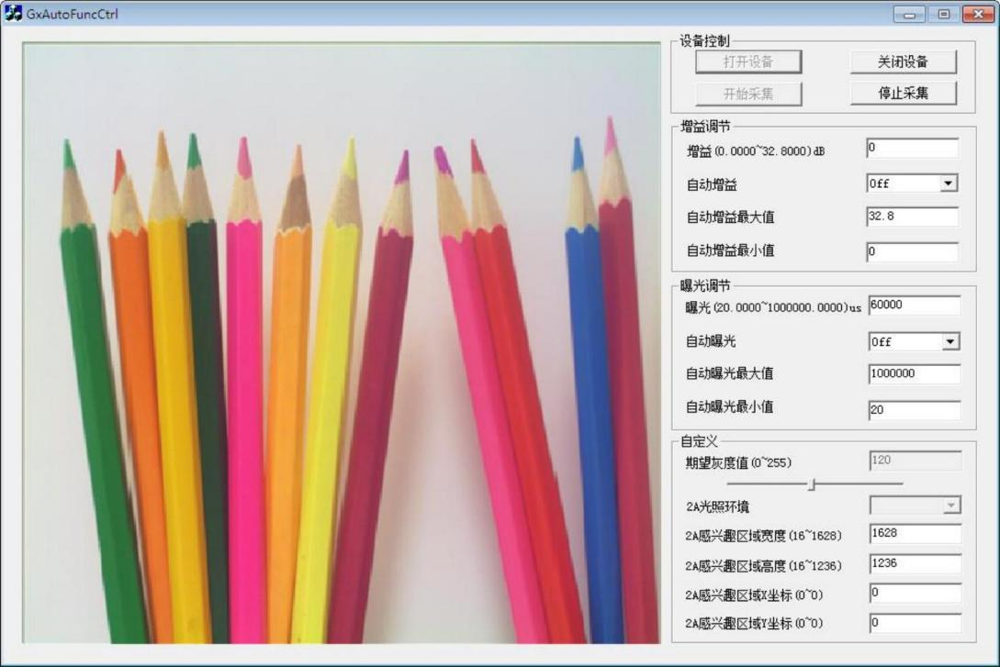 GxAutoFuncCtrl
设备控制
打开设备 关闭设备
开始采集 停止采集
增益调节
增益(0.0000~32.8000)dB 0
自动增益 Off
自动增益最大值 32.8
自动增益最小值 0
曝光调节
曝光(20.0000~1000000.0000)us 60000
自动曝光 Off
自动曝光最大值 1000000
自动曝光最小值 20
自定义
期望灰度值(0~255) 120
2A光照环境
2A感兴趣区域宽度(16~1628) 1628
2A感兴趣区域高度(16~1236) 1236
2A感兴趣区域X坐标(0~0) 0
2A感兴趣区域Y坐标(0~0) 0